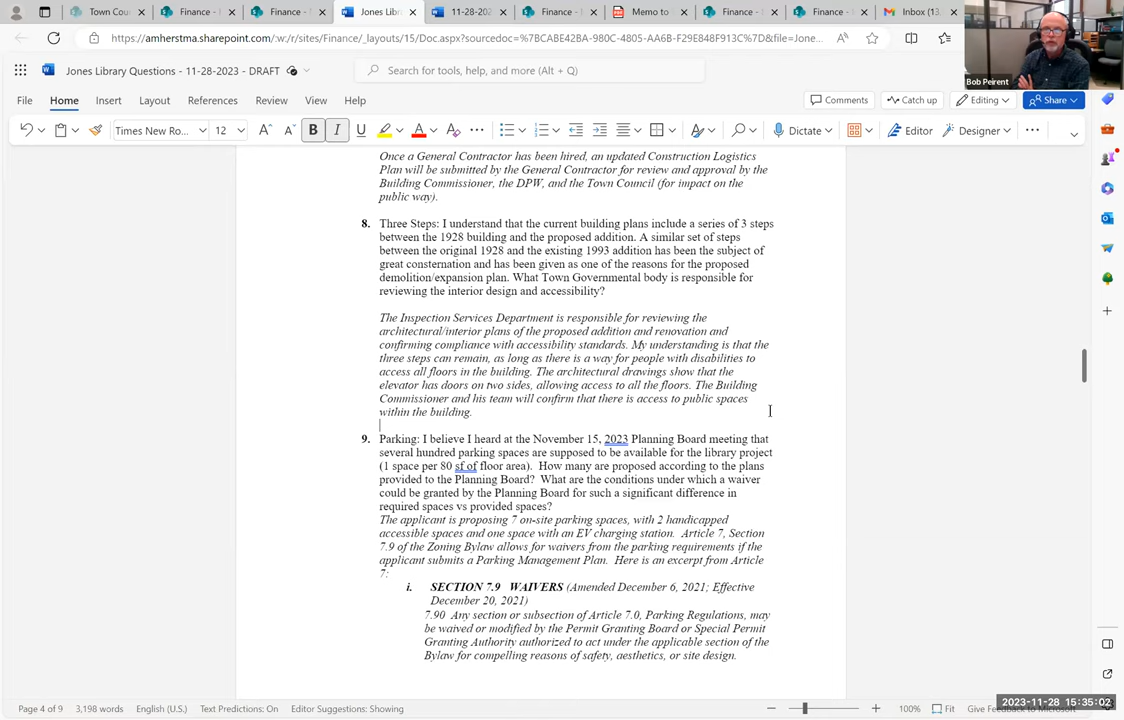 Town Cou
Finance -
Finance -
Jones Libr
11-28-202
Finance -
Memo to
Finance -
Finance -
Inbox (13,
https://amherstma.sharepoint.com/:w:/r/sites/Finance/_layouts/15/Doc.aspx?sourcedoc=%7BCABE42BA-980C-4805-AA6B-F29E848F913C%7D&file=Jone...
Bob Peirent
Jones Library Questions - 11-28-2023 - DRAFT
Search for tools, help, and more (Alt + Q)
File Home Insert Layout References Review View Help
Comments Catch up Editing Share
Times New Ro... 12 B I U A Dictate Editor Designer
Once a General Contractor has been hired, an updated Construction Logistics
Plan will be submitted by the General Contractor for review and approval by the
Building Commissioner, the DPW, and the Town Council (for impact on the
public way).
8. Three Steps: I understand that the current building plans include a series of 3 steps
between the 1928 building and the proposed addition. A similar set of steps
between the original 1928 and the existing 1993 addition has been the subject of
great consternation and has been given as one of the reasons for the proposed
demolition/expansion plan. What Town Governmental body is responsible for
reviewing the interior design and accessibility?
The Inspection Services Department is responsible for reviewing the
architectural/interior plans of the proposed addition and renovation and
confirming compliance with accessibility standards. My understanding is that the
three steps can remain, as long as there is a way for people with disabilities to
access all floors in the building. The architectural drawings show that the
elevator has doors on two sides, allowing access to all the floors. The Building
Commissioner and his team will confirm that there is access to public spaces
within the building.
9. Parking: I believe I heard at the November 15, 2023 Planning Board meeting that
several hundred parking spaces are supposed to be available for the library project
(1 space per 80 sf of floor area). How many are proposed according to the plans
provided to the Planning Board? What are the conditions under which a waiver
could be granted by the Planning Board for such a significant difference in
required spaces vs provided spaces?
The applicant is proposing 7 on-site parking spaces, with 2 handicapped
accessible spaces and one space with an EV charging station. Article 7, Section
7.9 of the Zoning Bylaw allows for waivers from the parking requirements if the
applicant submits a Parking Management Plan. Here is an excerpt from Article
7:
i. SECTION 7.9 WAIVERS (Amended December 6, 2021; Effective
December 20, 2021)
7.90 Any section or subsection of Article 7.0, Parking Regulations, may
be waived or modified by the Permit Granting Board or Special Permit
Granting Authority authorized to act under the applicable section of the
Bylaw for compelling reasons of safety, aesthetics, or site design.
Page 4 of 9 3,198 words English (U.S.) Text Predictions: On Editor Suggestions: Showing 100% Fit Give Feedback to Microsoft
2023-11-28 15:35:02